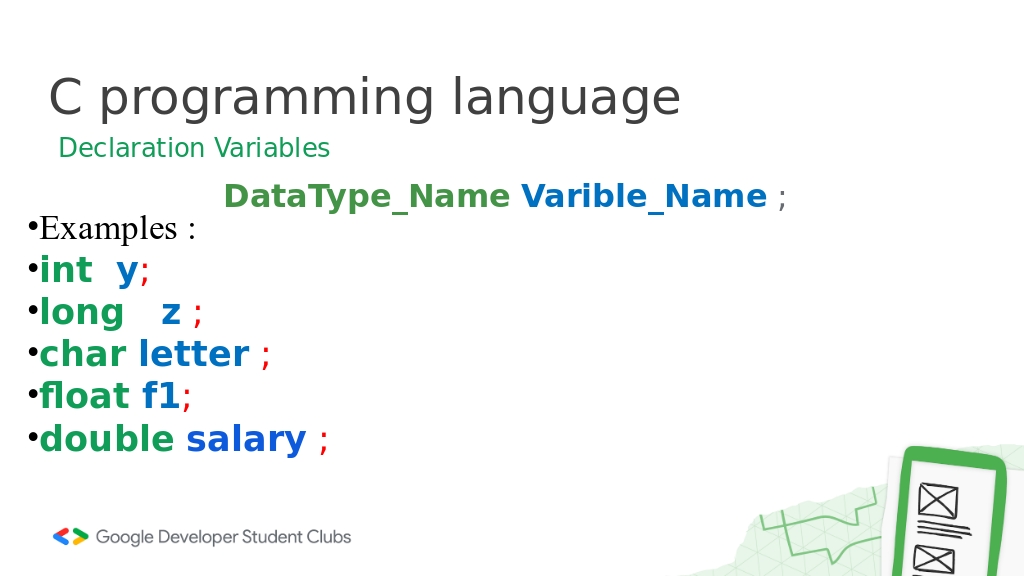 C programming language
Declaration Variables
DataType_Name Varible_Name ;
•Examples :
•int y;
•long z ;
•char letter ;
•float f1;
•double salary ;
Google Developer Student Clubs